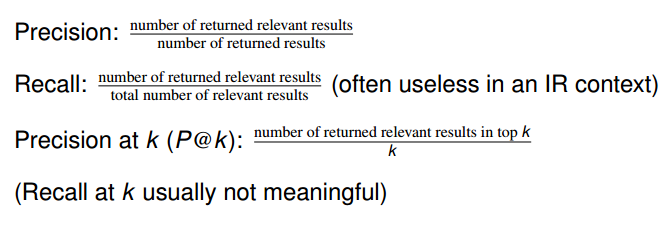 Precision: number of returned relevant results / number of returned results
Recall: number of returned relevant results / total number of relevant results (often useless in an IR context)
Precision at k (P@k): number of returned relevant results in top k / k
(Recall at k usually not meaningful)